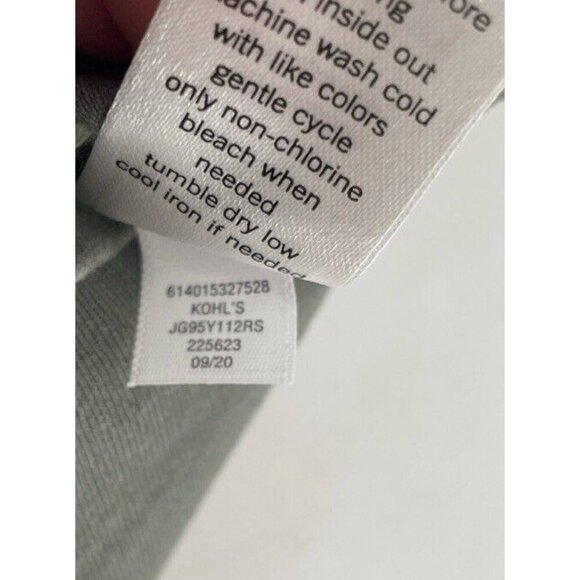 ore
inside out
machine wash cold
with like colors
gentle cycle
only non-chlorine
bleach when
needed
tumble dry low
cool iron if needed
614015327528
KOHL'S
JG95Y112RS
225623
09/20